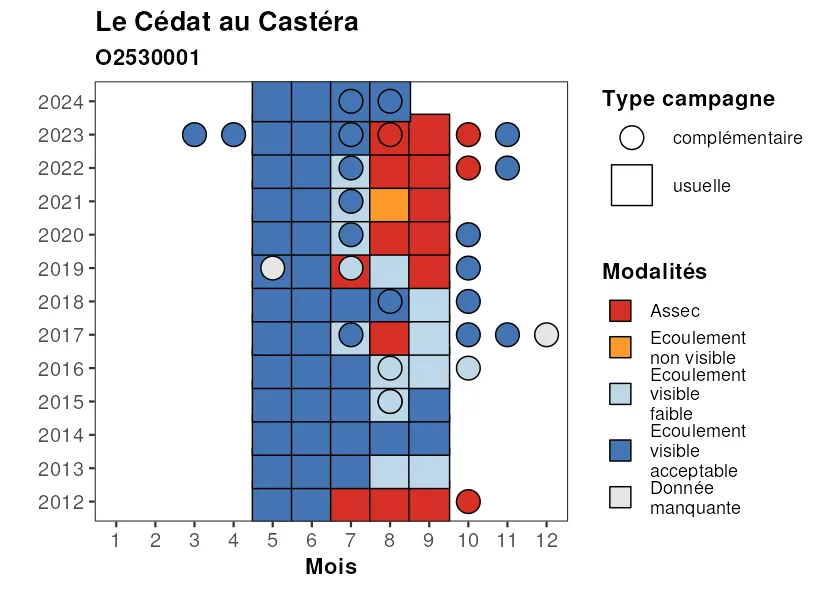 Le Cédat au Castéra
O2530001
2024
2023
2022
2021
2020
2019
2018
2017
2016
2015
2014
2013
2012
1 2 3 4 5 6 7 8 9 10 11 12
Mois
Type campagne
complémentaire
usuelle
Modalités
Assec
Ecoulement
non visible
Ecoulement
visible
faible
Ecoulement
visible
acceptable
Donnée
manquante